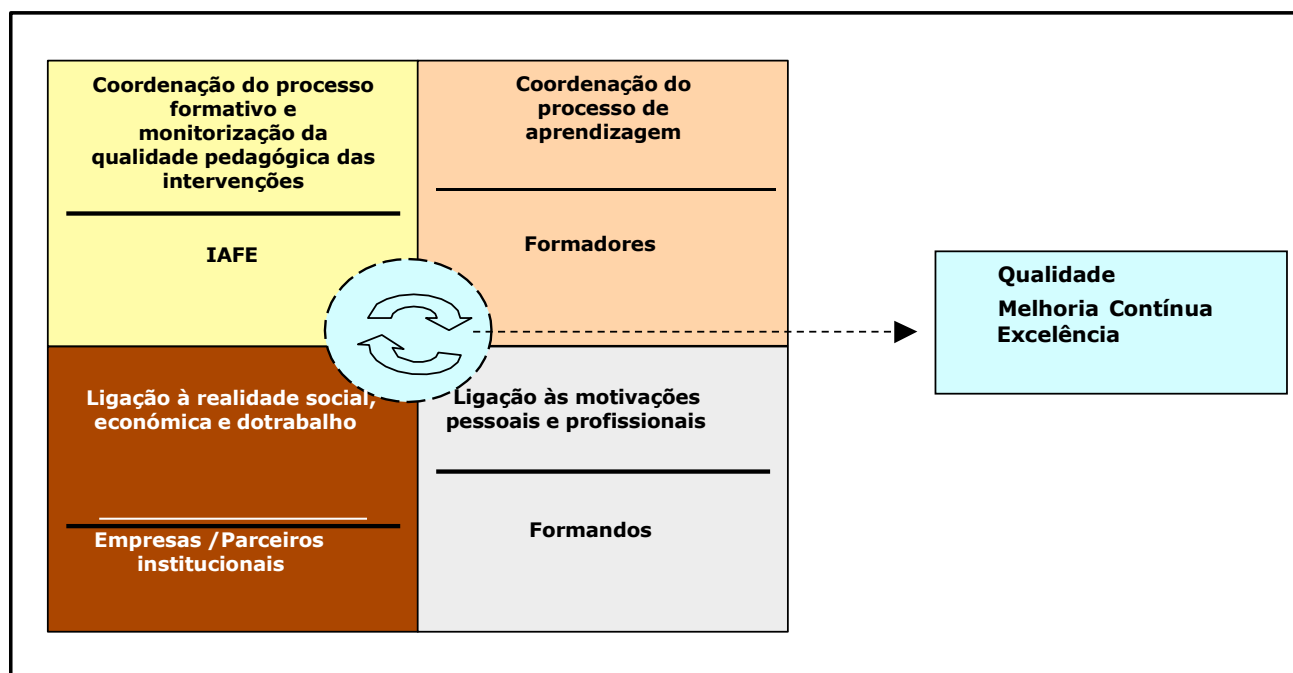 Coordenação do processo
formativo e
monitorização da
qualidade pedagógica das
intervenções
IAFE
Coordenação do
processo de
aprendizagem
Formadores
Ligação à realidade social,
económica e dotrabalho
Empresas /Parceiros
institucionais
Ligação às motivações
pessoais e profissionais
Formandos
Qualidade
Melhoria Contínua
Excelência